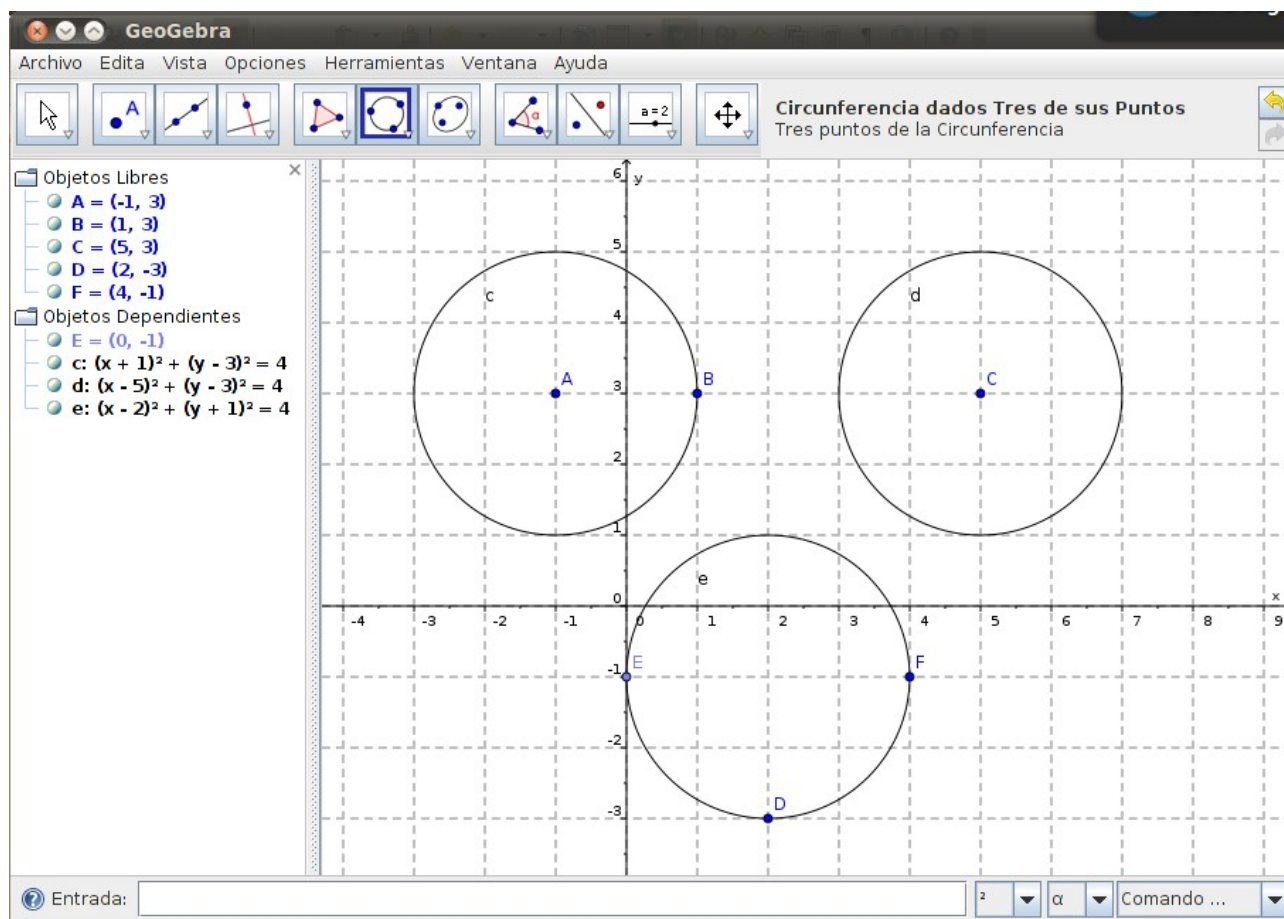 GeoGebra
Archivo Edita Vista Opciones Herramientas Ventana Ayuda
A
α
a = 2
Circunferencia dados Tres de sus Puntos
Tres puntos de la Circunferencia
Objetos Libres
A = (-1, 3)
B = (1, 3)
C = (5, 3)
D = (2, -3)
F = (4, -1)
Objetos Dependientes
E = (0, -1)
c: (x + 1)² + (y - 3)² = 4
d: (x - 5)² + (y - 3)² = 4
e: (x - 2)² + (y + 1)² = 4
6 y
5
c d
4
3 A B C
2
1
e
0 x
-4 -3 -2 -1 0 1 2 3 4 5 6 7 8 9
-1 E F
-2
-3 D
Entrada: ² α Comando ...